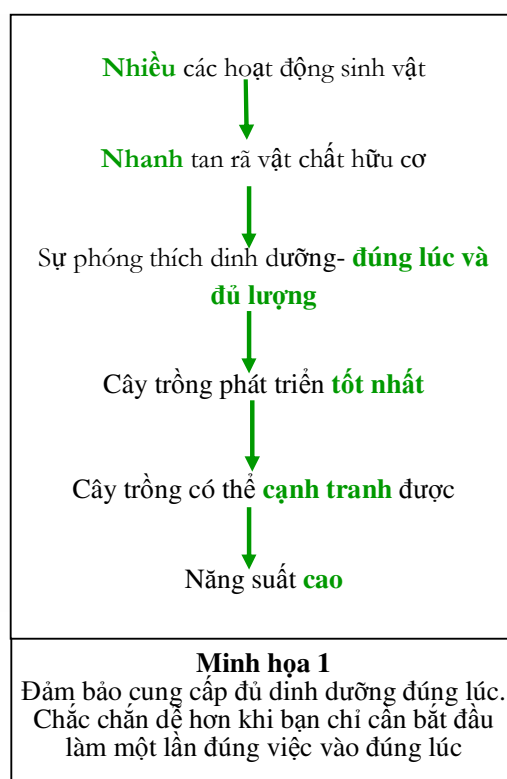 Nhiều các hoạt động sinh vật
Nhanh tan rã vật chất hữu cơ
Sự phóng thích dinh dưỡng- đúng lúc và
đủ lượng
Cây trồng phát triển tốt nhất
Cây trồng có thể cạnh tranh được
Năng suất cao
Minh họa 1
Đảm bảo cung cấp đủ dinh dưỡng đúng lúc.
Chắc chắn dễ hơn khi bạn chỉ cần bắt đầu
làm một lần đúng việc vào đúng lúc